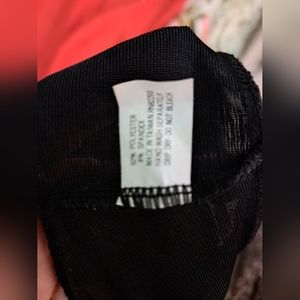 POLYESTER
SPANDEX
MADE IN TAIWAN
HAND WASH SEPARATELY
DRIP DRY· DO NOT BLEACH